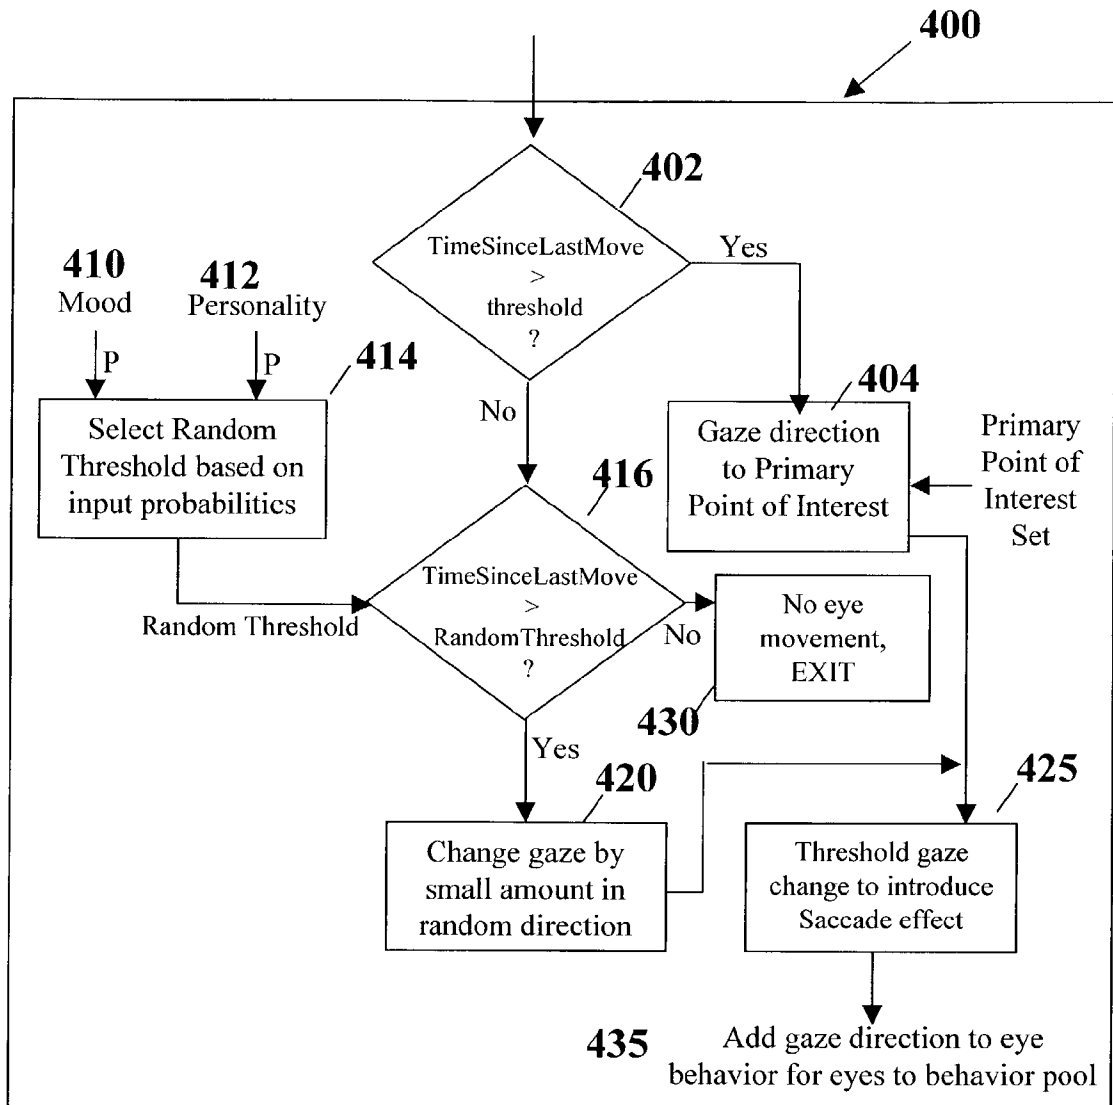 400
402
TimeSinceLastMove
>
threshold
?
Yes
No
410
Mood
P
412
Personality
P
414
Select Random
Threshold based on
input probabilitics
Random Threshold
404
Gaze direction
to Primary
Point of Interest
Primary
Point of
Interest
Set
416
TimeSinceLastMove
>
RandomThreshold
?
No
Yes
No eye
movement,
EXIT
430
420
Change gaze by
small amount in
random direction
425
Threshold gaze
change to introduce
Saccade effect
435
Add gaze direction to eye
behavior for eyes to behavior pool